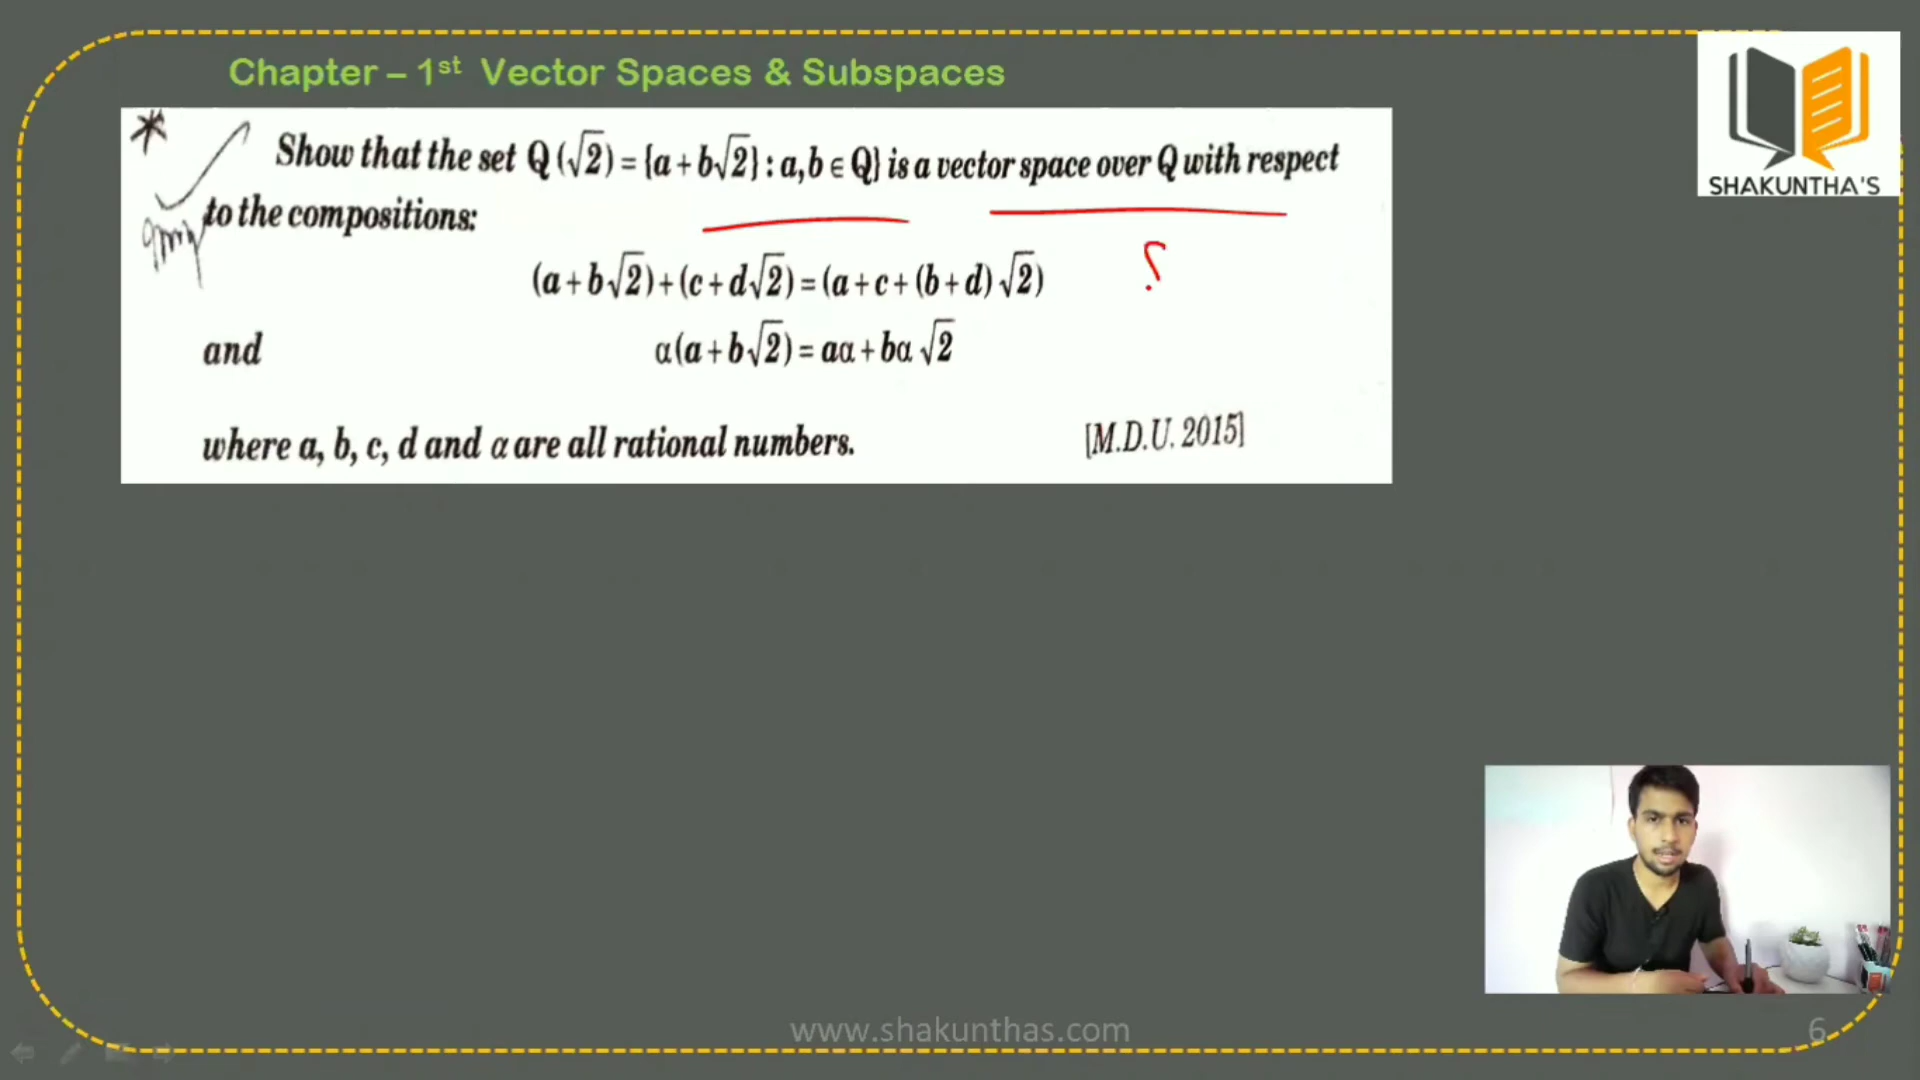 Chapter – 1st Vector Spaces & Subspaces
SHAKUNTHA'S
Show that the set Q (√2) = {a + b√2} : a, b ∈ Q} is a vector space over Q with respect
to the compositions:
(a + b√2) + (c + d√2) = (a + c + (b + d) √2)
?
and α(a + b√2) = aα + bα √2
where a, b, c, d and α are all rational numbers. [M.D.U. 2015]
www.shakunthas.com
6